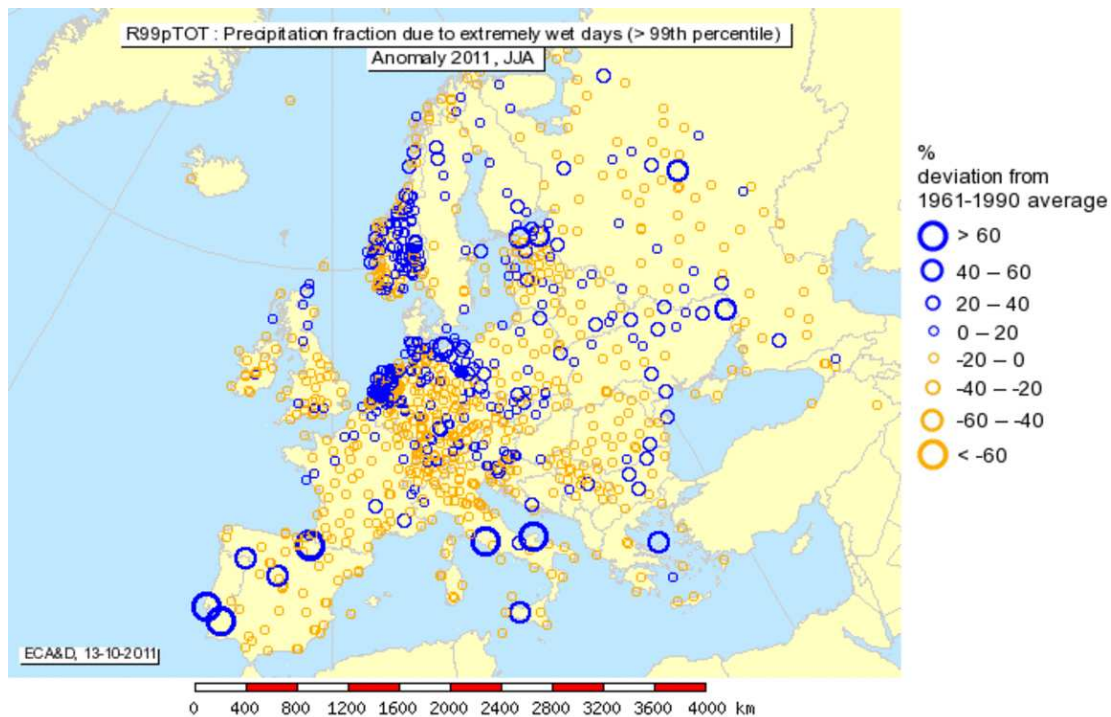 R99pTOT : Precipitation fraction due to extremely wet days (> 99th percentile)
Anomaly 2011, JJA
%
deviation from
1961-1990 average
> 60
40 – 60
20 – 40
0 – 20
-20 – 0
-40 – -20
-60 – -40
< -60
ECA&D, 13-10-2011
0 400 800 1200 1600 2000 2400 2800 3200 3600 4000 km